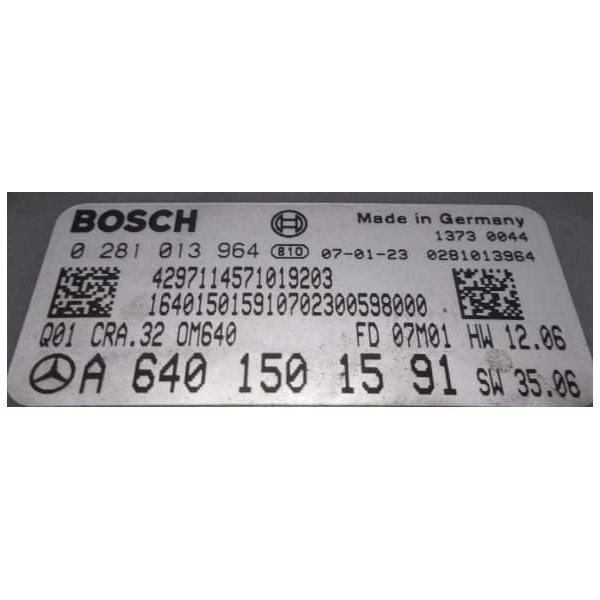 BOSCH Made in Germany
1373 0044
0 281 013 964 810 07-01-23 0281013964
4297114571019203
164015015910702300598000
Q01 CRA.32 OM640 FD 07M01 HW 12.06
A 640 150 15 91 SW 35.06